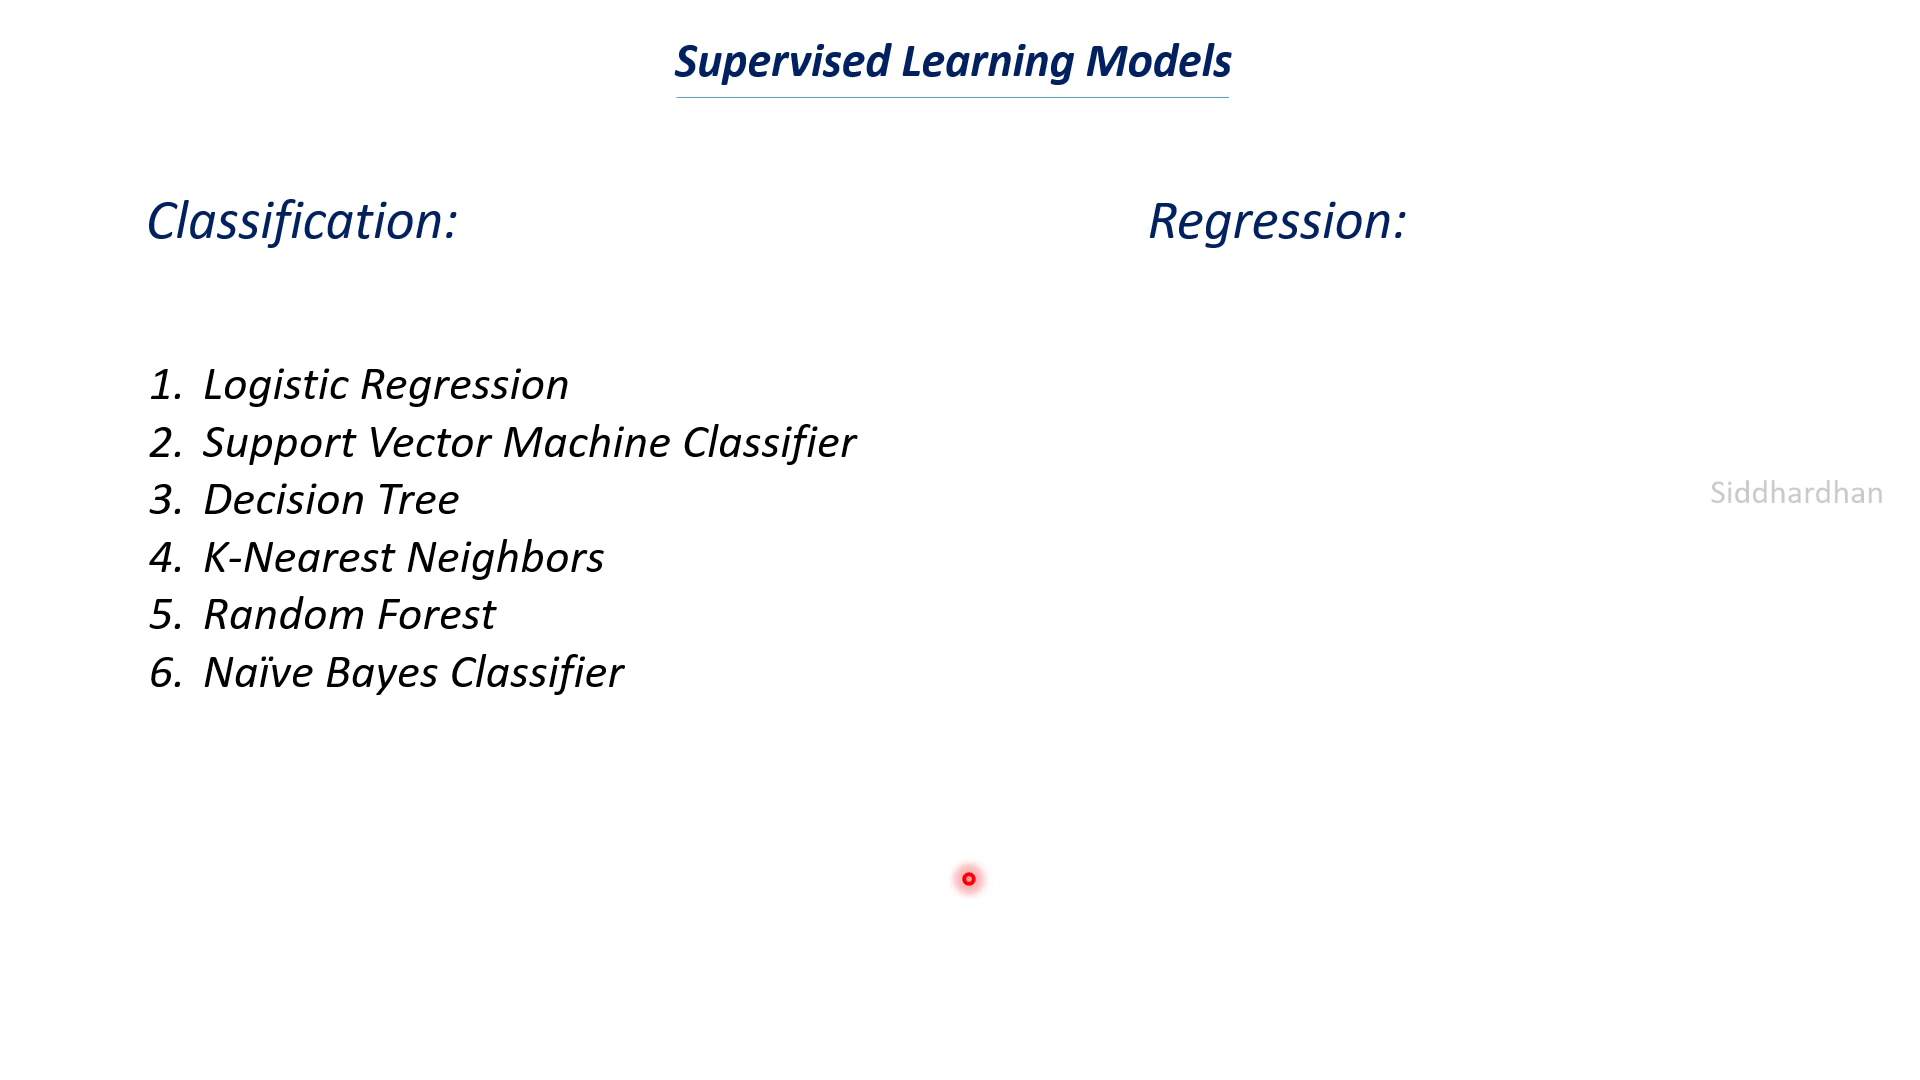 Supervised Learning Models
Classification:
Regression:
1. Logistic Regression
2. Support Vector Machine Classifier
3. Decision Tree
4. K-Nearest Neighbors
5. Random Forest
6. Naïve Bayes Classifier
Siddhardhan